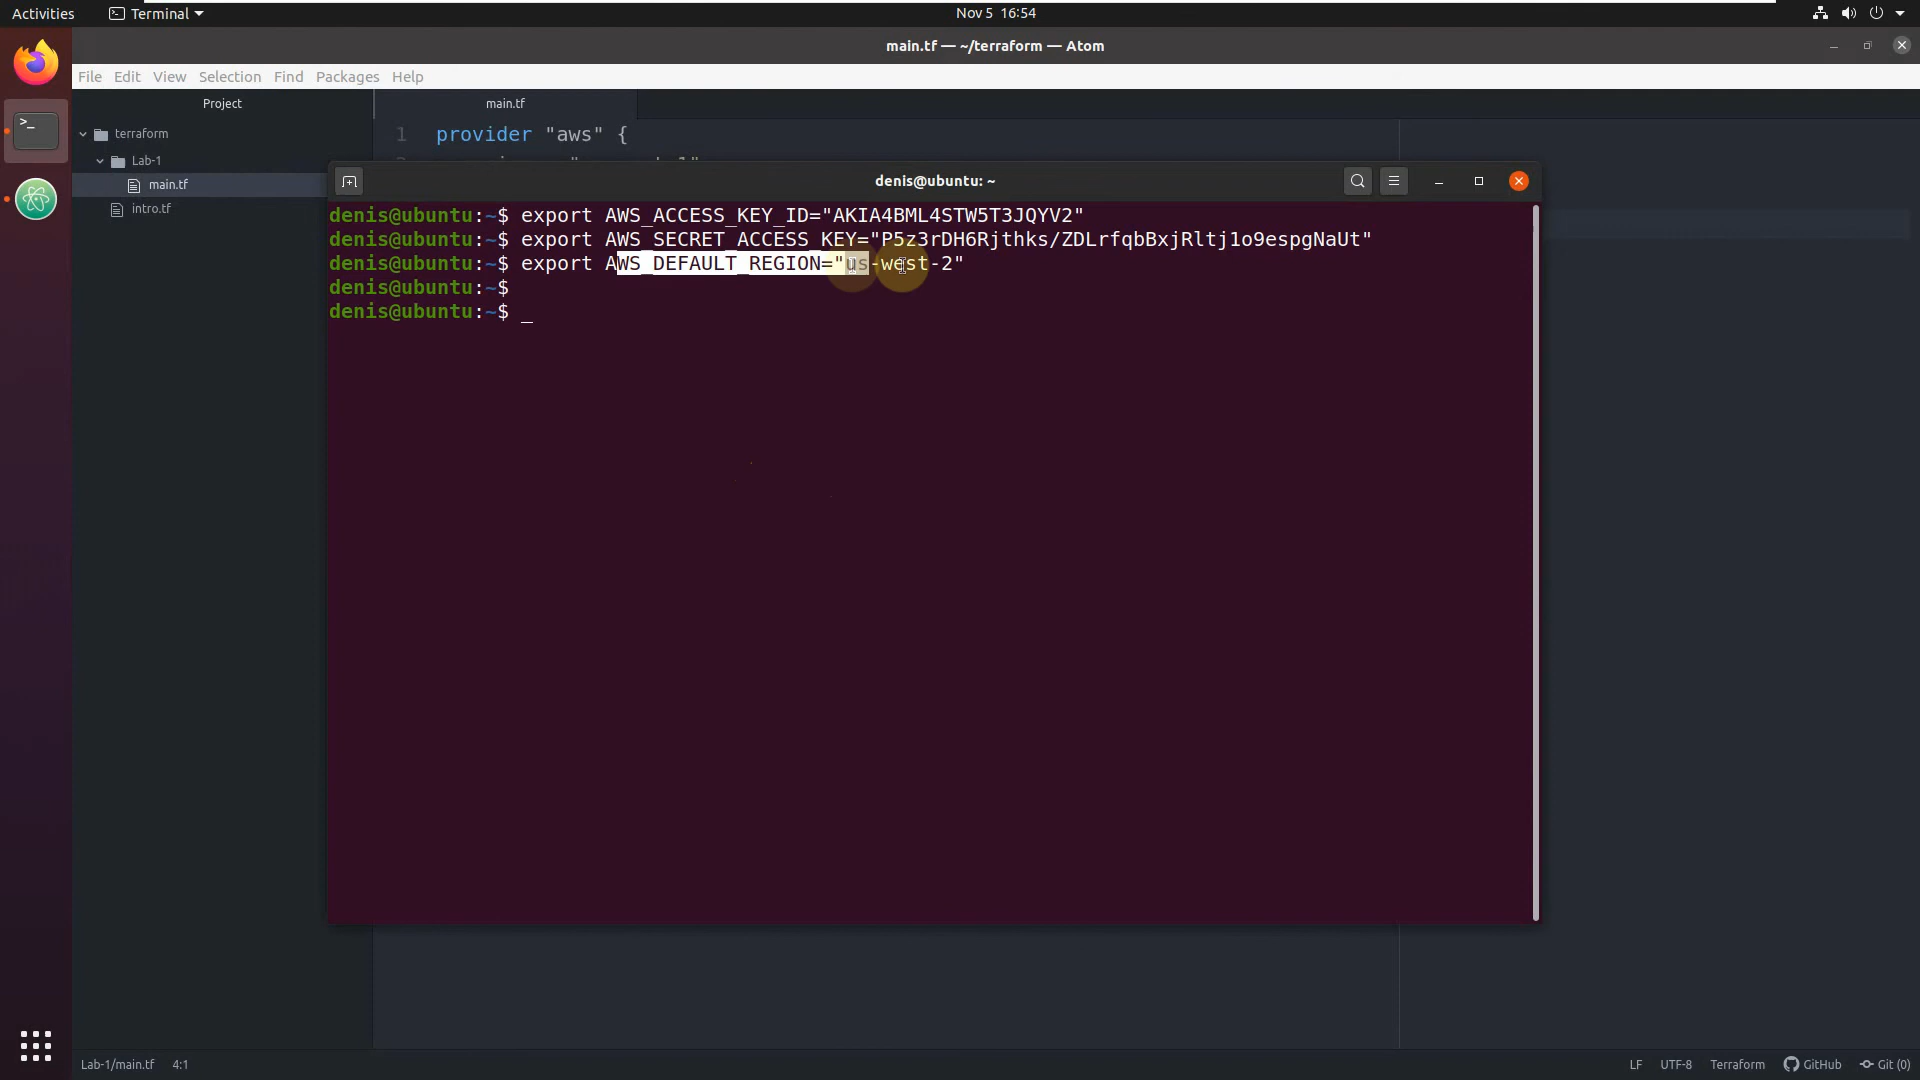 Activities Terminal Nov 5 16:54
main.tf — ~/terraform — Atom
File Edit View Selection Find Packages Help
Project main.tf
terraform
Lab-1
main.tf
intro.tf
1 provider "aws" {
denis@ubuntu: ~
denis@ubuntu:~$ export AWS_ACCESS_KEY_ID="AKIA4BML4STW5T3JQYV2"
denis@ubuntu:~$ export AWS_SECRET_ACCESS_KEY="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"
denis@ubuntu:~$ export AWS_DEFAULT_REGION="us-west-2"
denis@ubuntu:~$
denis@ubuntu:~$ _
Lab-1/main.tf 4:1 LF UTF-8 Terraform GitHub Git (0)